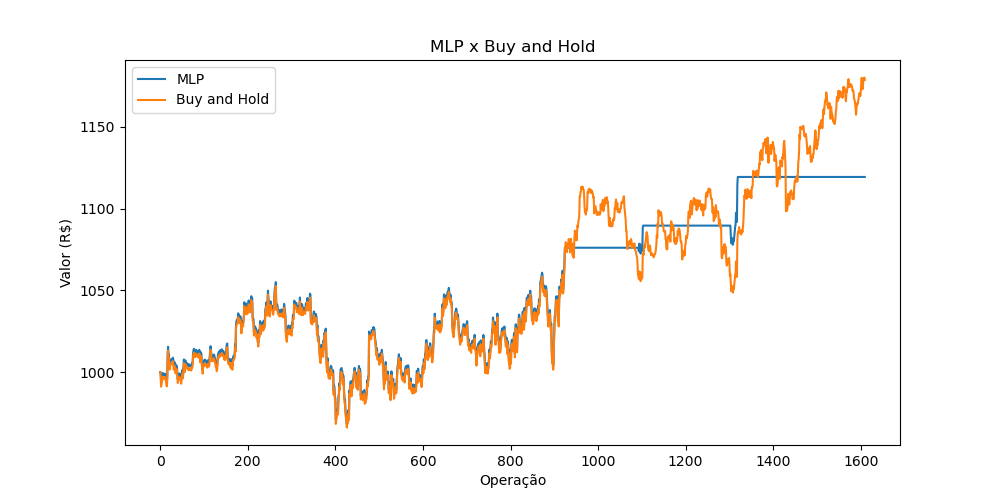 MLP x Buy and Hold
MLP
Buy and Hold
Valor (R$)
1150
1100
1050
1000
0 200 400 600 800 1000 1200 1400 1600
Operação